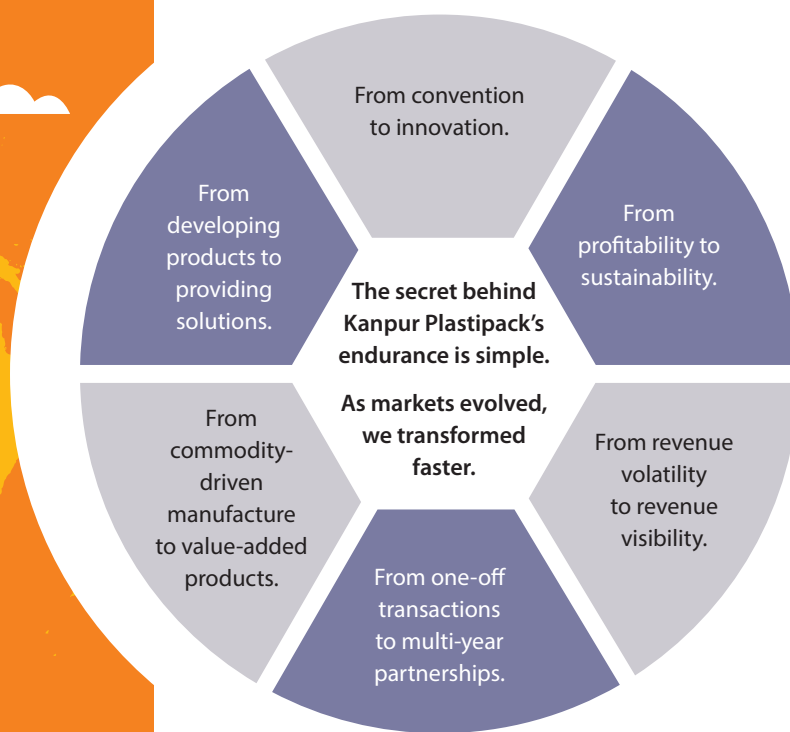 From convention
to innovation.
From
profitability to
sustainability.
From revenue
volatility
to revenue
visibility.
From one-off
transactions
to multi-year
partnerships.
From
commodity-
driven
manufacture
to value-added
products.
From
developing
products to
providing
solutions.
The secret behind
Kanpur Plastipack’s
endurance is simple.
As markets evolved,
we transformed
faster.